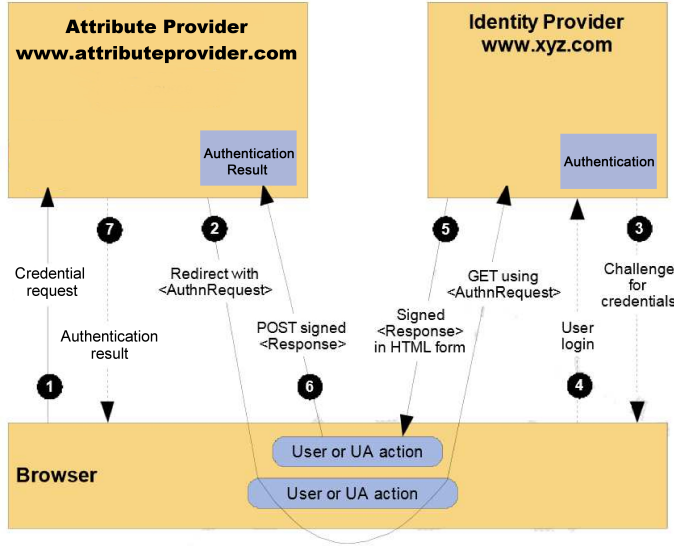 Attribute Provider
www.attributeprovider.com
Identity Provider
www.xyz.com
Authentication
Result
Authentication
7
2
5
3
Credential
request
Redirect with
<AuthnRequest>
GET using
<AuthnRequest>
Challenge
for
credentials
Authentication
result
POST signed
<Response>
Signed
<Response>
in HTML form
User
login
1
6
4
Browser
User or UA action
User or UA action